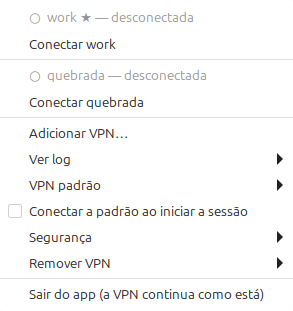 ○ work ★ — desconectada
Conectar work
○ quebrada — desconectada
Conectar quebrada
Adicionar VPN…
Ver log
VPN padrão
Conectar a padrão ao iniciar a sessão
Segurança
Remover VPN
Sair do app (a VPN continua como está)